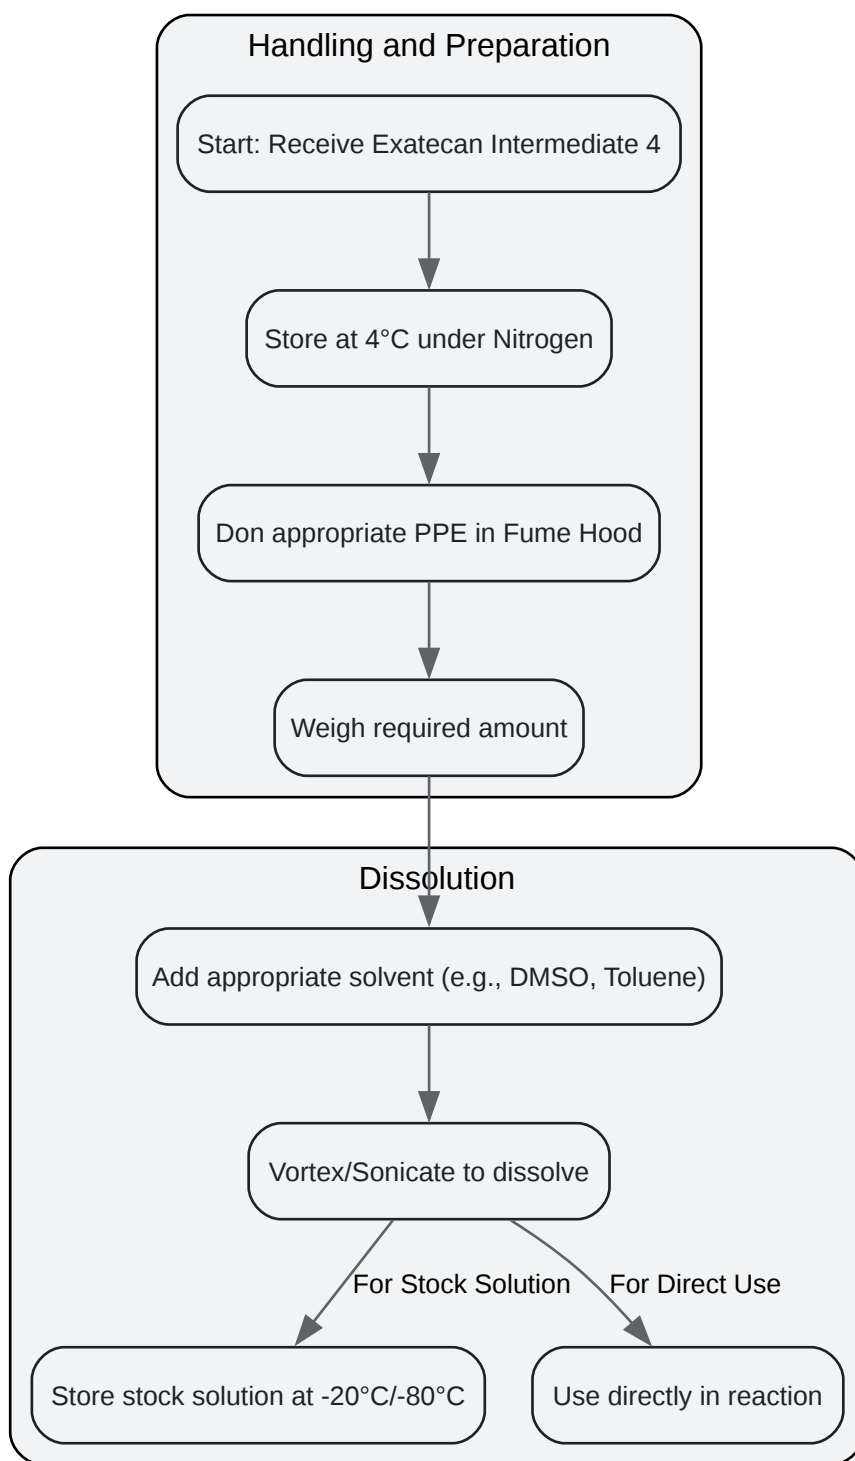 Handling and Preparation
Start: Receive Exatecan Intermediate 4
Store at 4°C under Nitrogen
Don appropriate PPE in Fume Hood
Weigh required amount
Dissolution
Add appropriate solvent (e.g., DMSO, Toluene)
Vortex/Sonicate to dissolve
For Stock Solution
For Direct Use
Store stock solution at -20°C/-80°C
Use directly in reaction